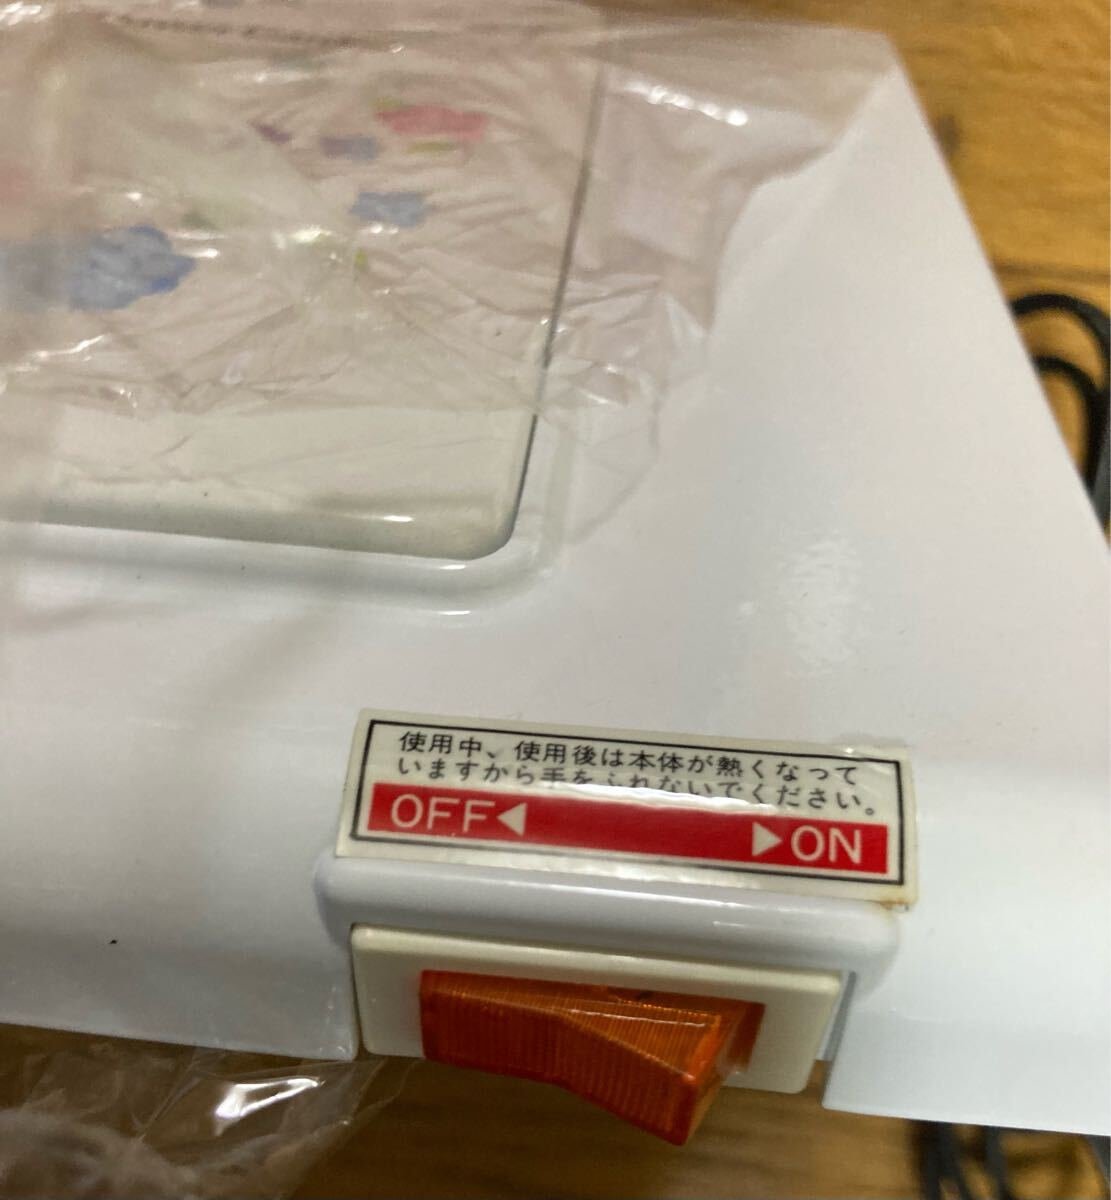 使用中、使用後は本体が熱くなって
いますから手をふれないでください。
OFF◀ ▶ON